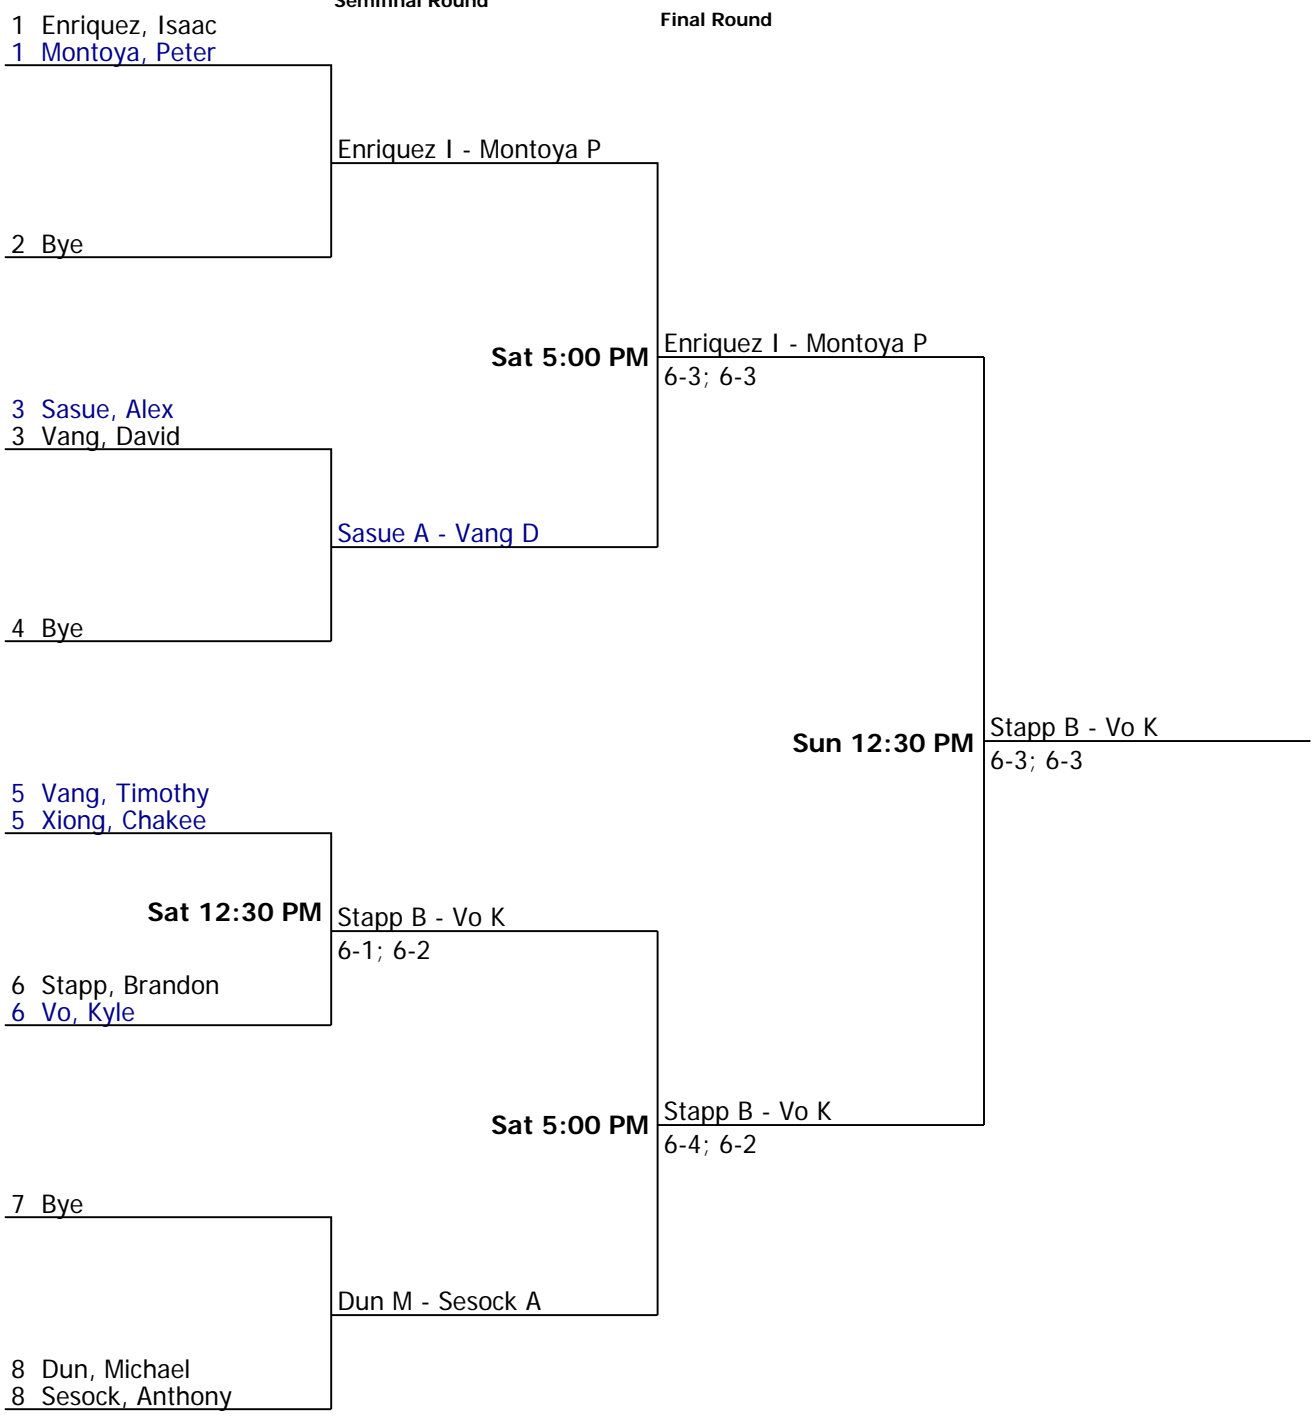 Semifinal Round
Final Round
1 Enriquez, Isaac
1 Montoya, Peter
Enriquez I - Montoya P
2 Bye
Sat 5:00 PM
Enriquez I - Montoya P
6-3; 6-3
3 Sasue, Alex
3 Vang, David
Sasue A - Vang D
4 Bye
Sun 12:30 PM
Stapp B - Vo K
6-3; 6-3
5 Vang, Timothy
5 Xiong, Chakee
Sat 12:30 PM
Stapp B - Vo K
6-1; 6-2
6 Stapp, Brandon
6 Vo, Kyle
Sat 5:00 PM
Stapp B - Vo K
6-4; 6-2
7 Bye
Dun M - Sesock A
8 Dun, Michael
8 Sesock, Anthony